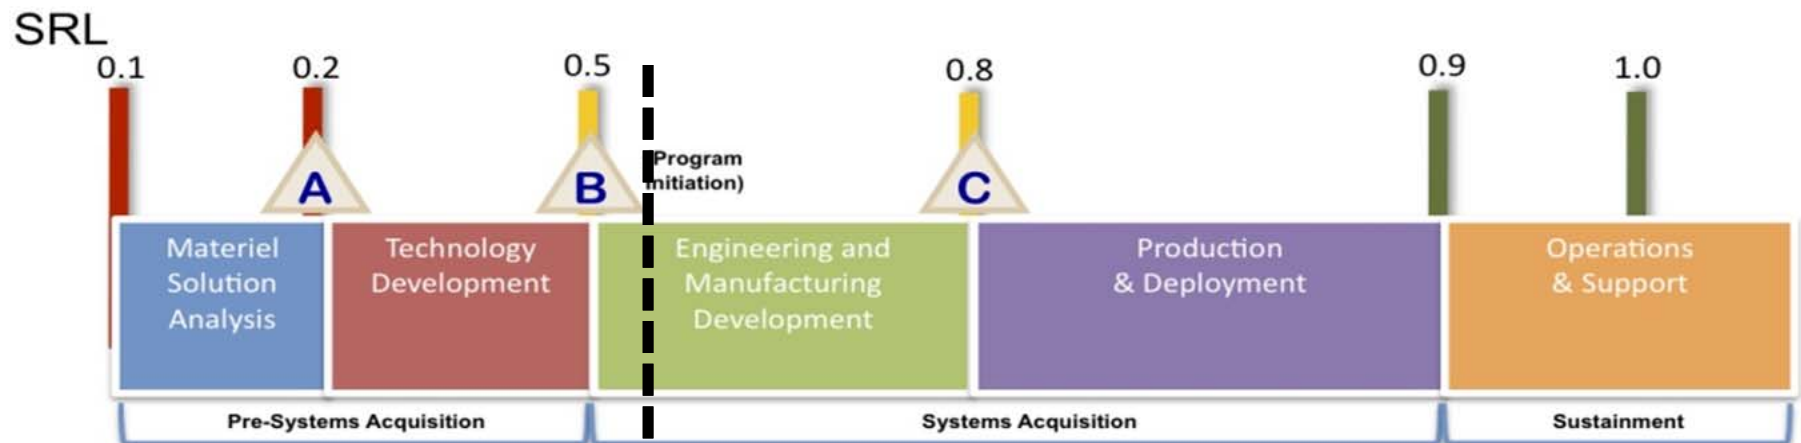 SRL
0.1 0.2 0.5 0.8 0.9 1.0
A B C
Program
nitiation)
Materiel
Solution
Analysis
Technology
Development
Engineering and
Manufacturing
Development
Production
& Deployment
Operations
& Support
Pre-Systems Acquisition Systems Acquisition Sustainment